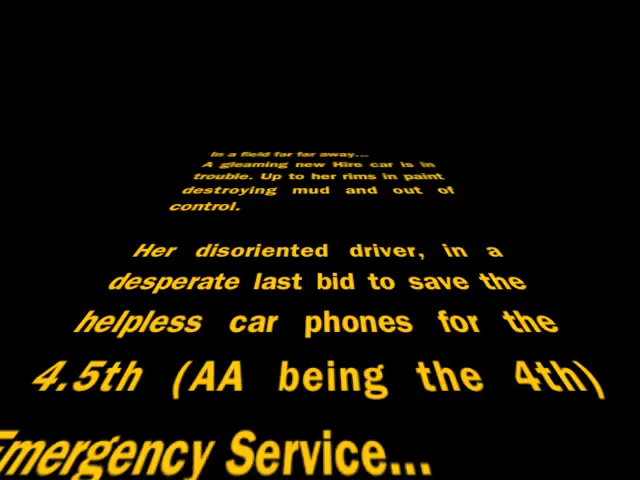 In a field far far away...
A gleaming new Hire car is in
trouble. Up to her rims in paint
destroying mud and out of
control.
Her disoriented driver, in a
desperate last bid to save the
helpless car phones for the
4.5th (AA being the 4th)
Emergency Service...